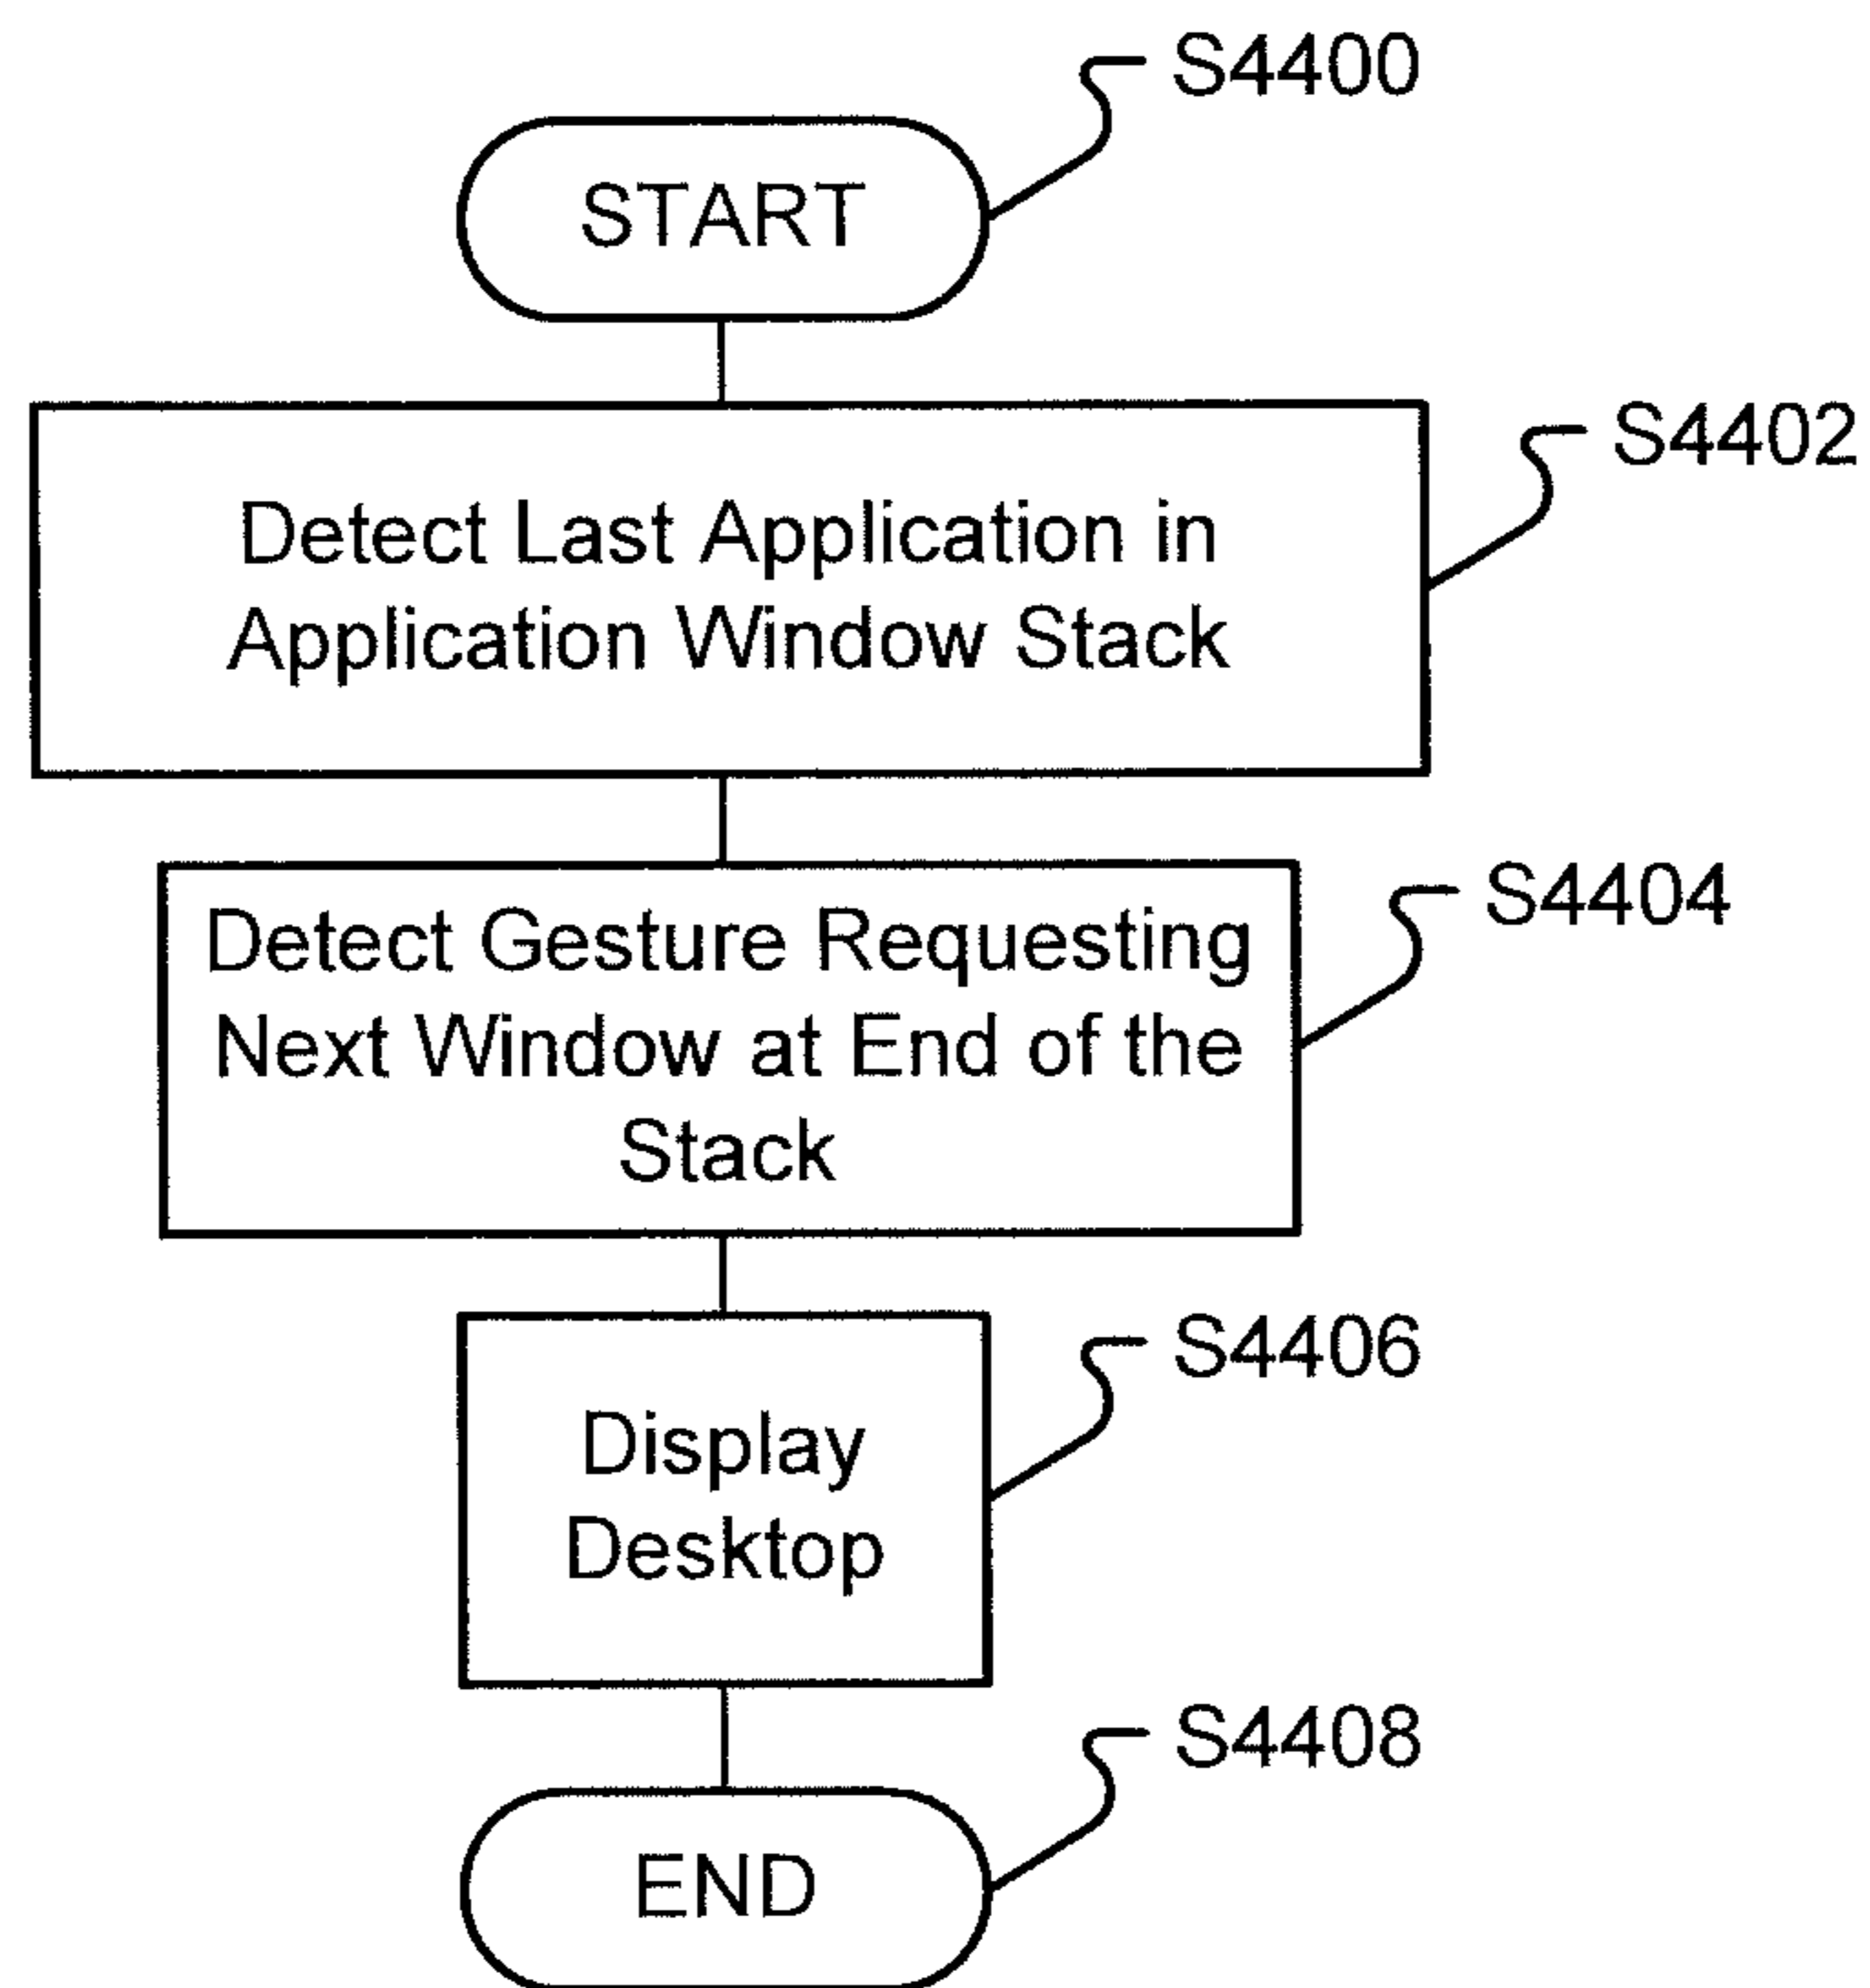 S4400
START
S4402
Detect Last Application in
Application Window Stack
S4404
Detect Gesture Requesting
Next Window at End of the
Stack
S4406
Display
Desktop
S4408
END